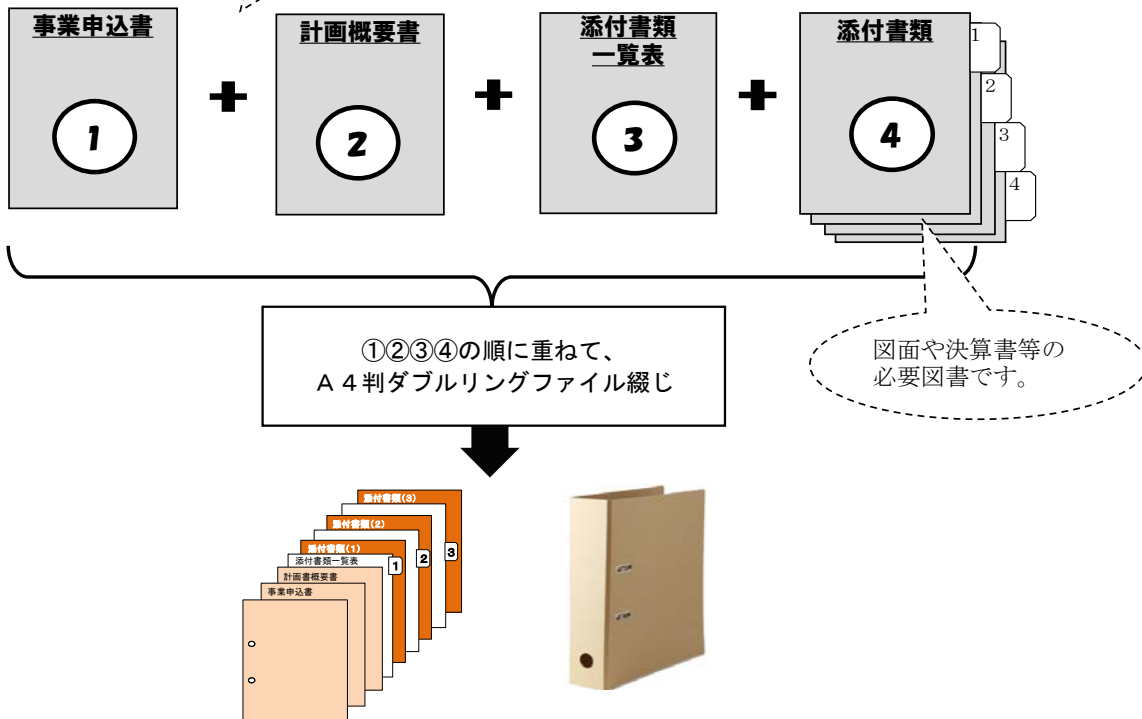 事業申込書
計画概要書
添付書類
一覧表
添付書類
1
2
3
4
1
2
3
4
①②③④の順に重ねて、
Ａ４判ダブルリングファイル綴じ
図面や決算書等の
必要図書です。
添付書類(3)
添付書類(2)
添付書類(1)
添付書類一覧表
計画書概要書
事業申込書
1
2
3